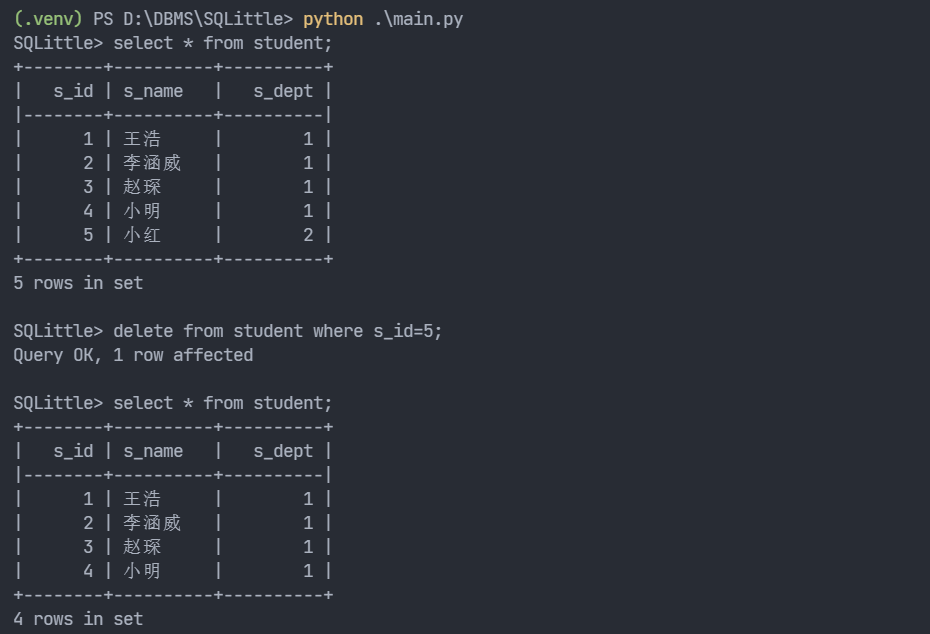 (.venv) PS D:\DBMS\SQLittle> python .\main.py
SQLittle> select * from student;
+--------+----------+----------+
|   s_id | s_name   |   s_dept |
|--------+----------+----------|
|      1 | 王浩     |        1 |
|      2 | 李涵威   |        1 |
|      3 | 赵琛     |        1 |
|      4 | 小明     |        1 |
|      5 | 小红     |        2 |
+--------+----------+----------+
5 rows in set

SQLittle> delete from student where s_id=5;
Query OK, 1 row affected

SQLittle> select * from student;
+--------+----------+----------+
|   s_id | s_name   |   s_dept |
|--------+----------+----------|
|      1 | 王浩     |        1 |
|      2 | 李涵威   |        1 |
|      3 | 赵琛     |        1 |
|      4 | 小明     |        1 |
+--------+----------+----------+
4 rows in set